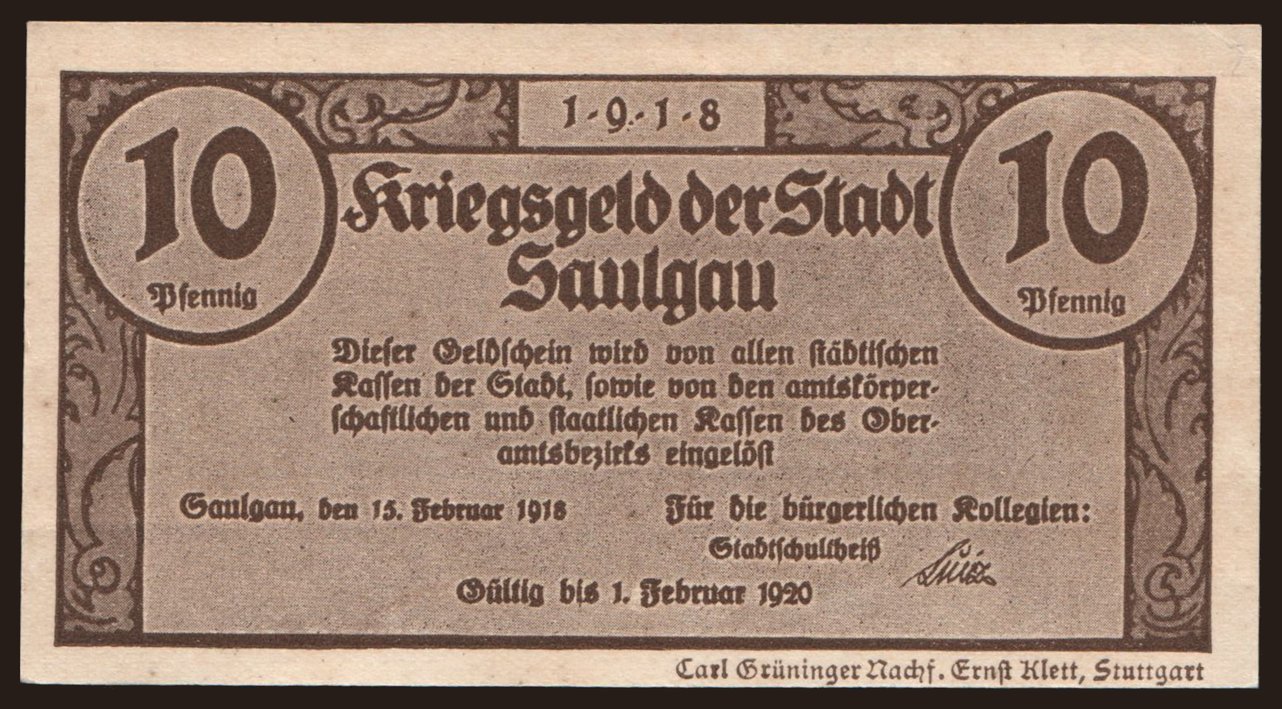 1·9·1·8
10
Pfennig
10
Pfennig
Kriegsgeld der Stadt
Saulgau
Dieser Geldschein wird von allen städtischen
Kassen der Stadt, sowie von den amtskörper-
schaftlichen und staatlichen Kassen des Ober-
amtsbezirks eingelöst
Saulgau, den 15. Februar 1918
Für die bürgerlichen Kollegien:
Stadtschultheiß
Gültig bis 1. Februar 1920
Carl Grüninger Nachf. Ernst Klett, Stuttgart